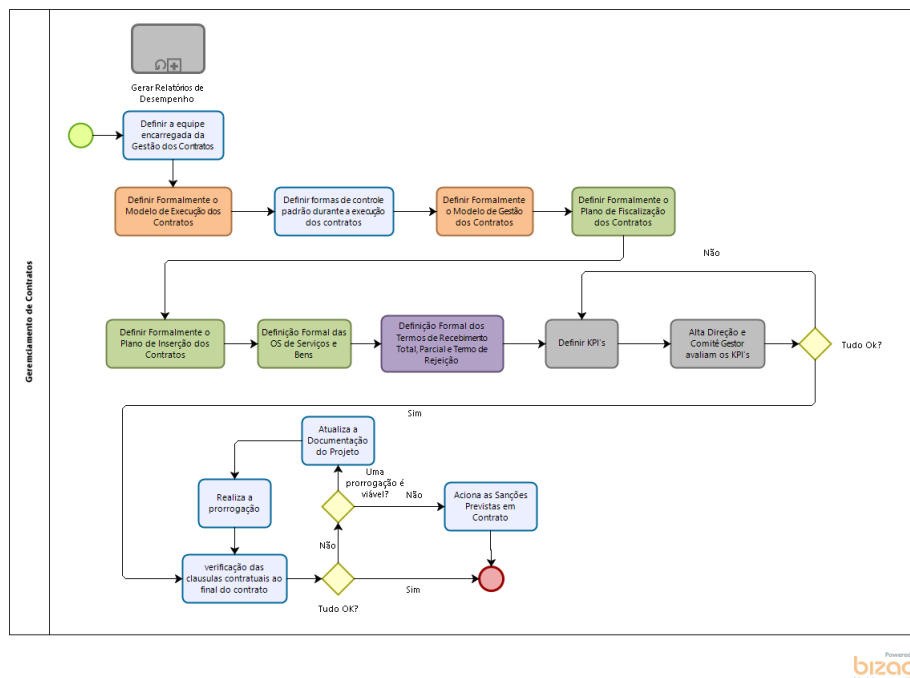 Geremciamento de Contratos
Gerar Relatórios de
Desempenho
Definir a equipe
encarregada da
Gestão dos Contratos
Definir Formalmente o
Modelo de Execução dos
Contratos
Definir formas de controle
padrão durante a execução
dos contratos
Definir Formalmente
o Modelo de Gestão
dos Contratos
Definir Formalmente o
Plano de Fiscalização
dos Contratos
Não
Definir Formalmente o
Plano de Inserção dos
Contratos
Definição Formal das
OS de Serviços e
Bens
Definição Formal dos
Termos de Recebimento
Total, Parcial e Termo de
Rejeição
Definir KPI's
Alta Direção e
Comitê Gestor
avaliam os KPI's
Tudo Ok?
Sim
Atualiza a
Documentação
do Projeto
Uma
prorrogação é
viável?
Não
Realiza a
prorrogação
Aciona as Sanções
Previstas em
Contrato
Não
verificação das
clausulas contratuais ao
final do contrato
Sim
Tudo OK?